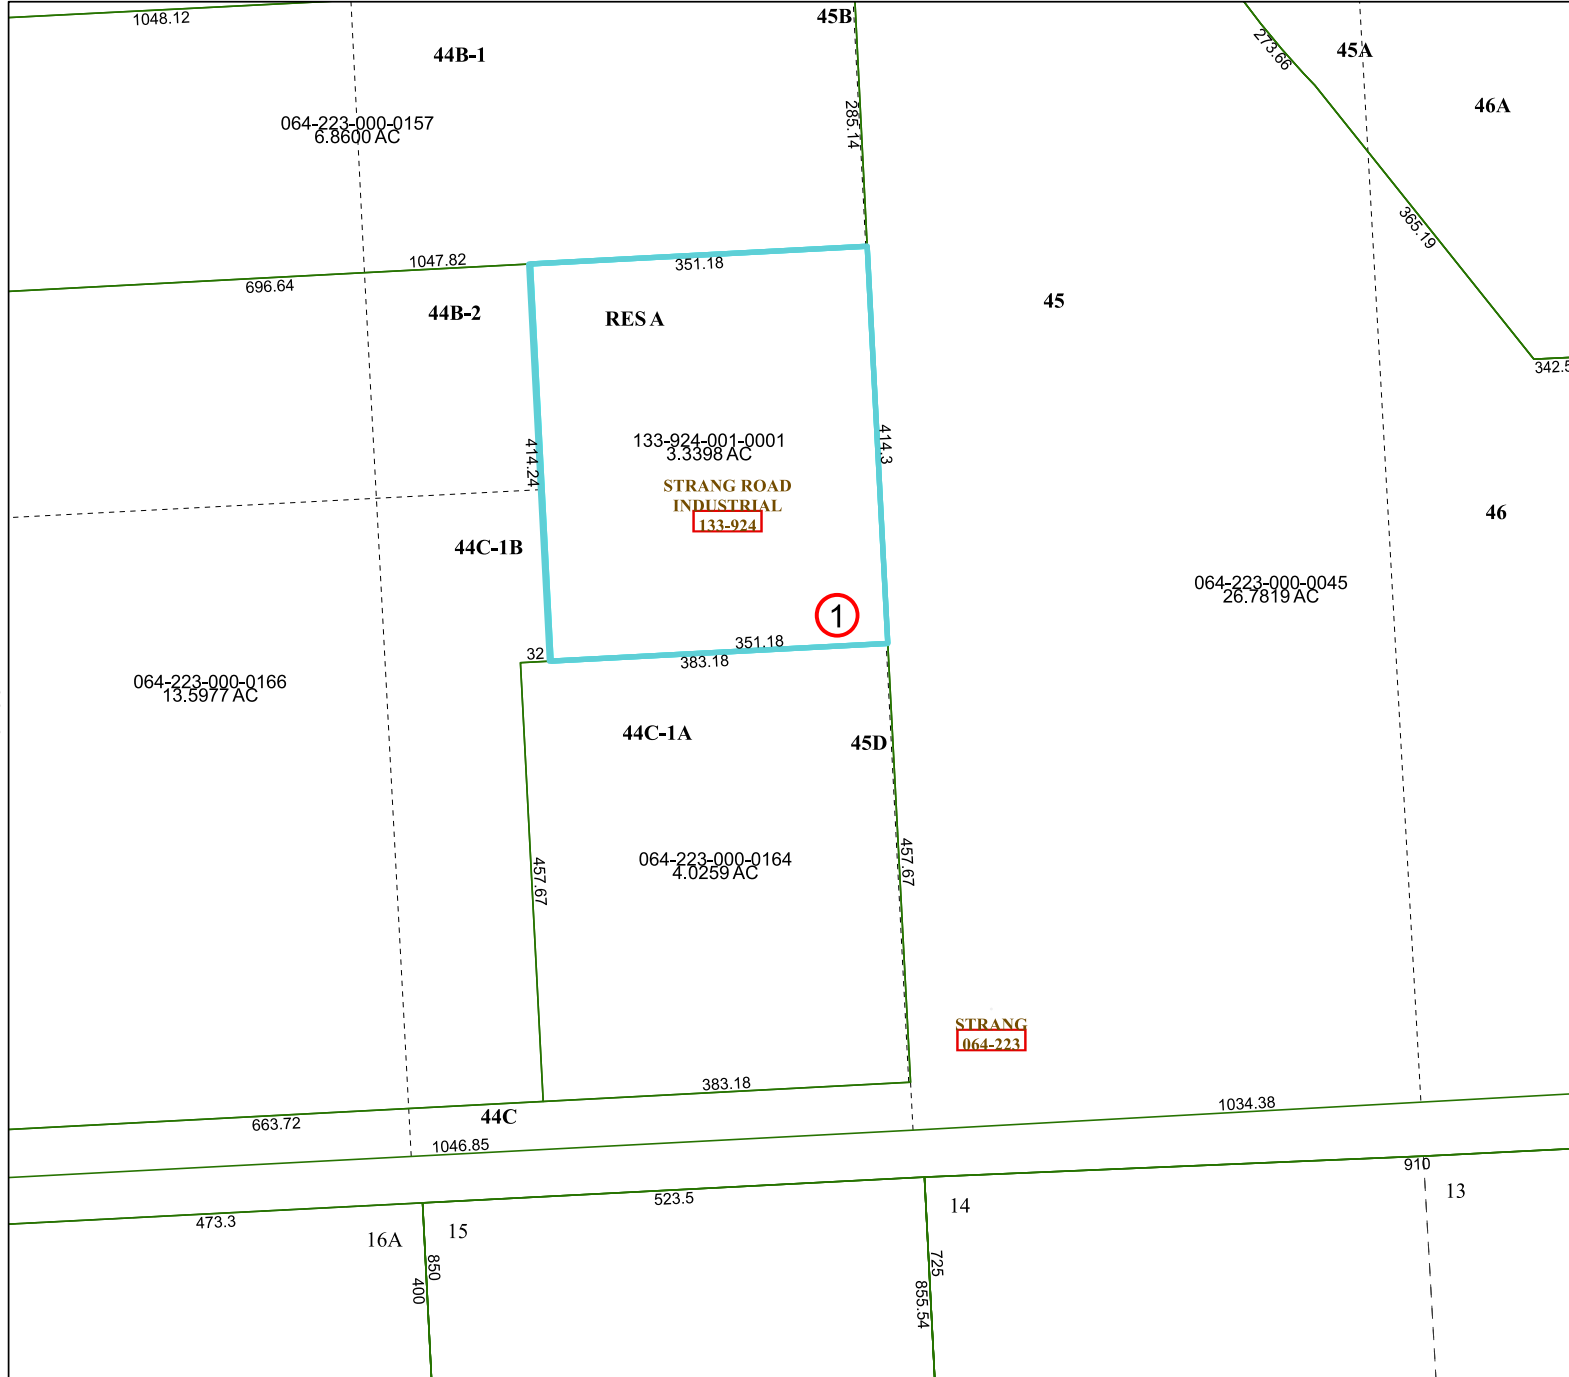 1048.12
45B
44B-1
45A
273.66
46A
285.14
064-223-000-0157
6.8600 AC
365.19
1047.82
351.18
696.64
44B-2
RES A
45
342.5
414.24
414.3
133-924-001-0001
3.3398 AC
STRANG ROAD
INDUSTRIAL
133-924
46
44C-1B
064-223-000-0045
26.7819 AC
1
351.18
32
383.18
064-223-000-0166
13.5977 AC
44C-1A
45D
457.67
457.67
064-223-000-0164
4.0259 AC
STRANG
064-223
383.18
663.72
44C
1046.85
1034.38
910
473.3
523.5
14
13
16A
15
850
400
725
855.54